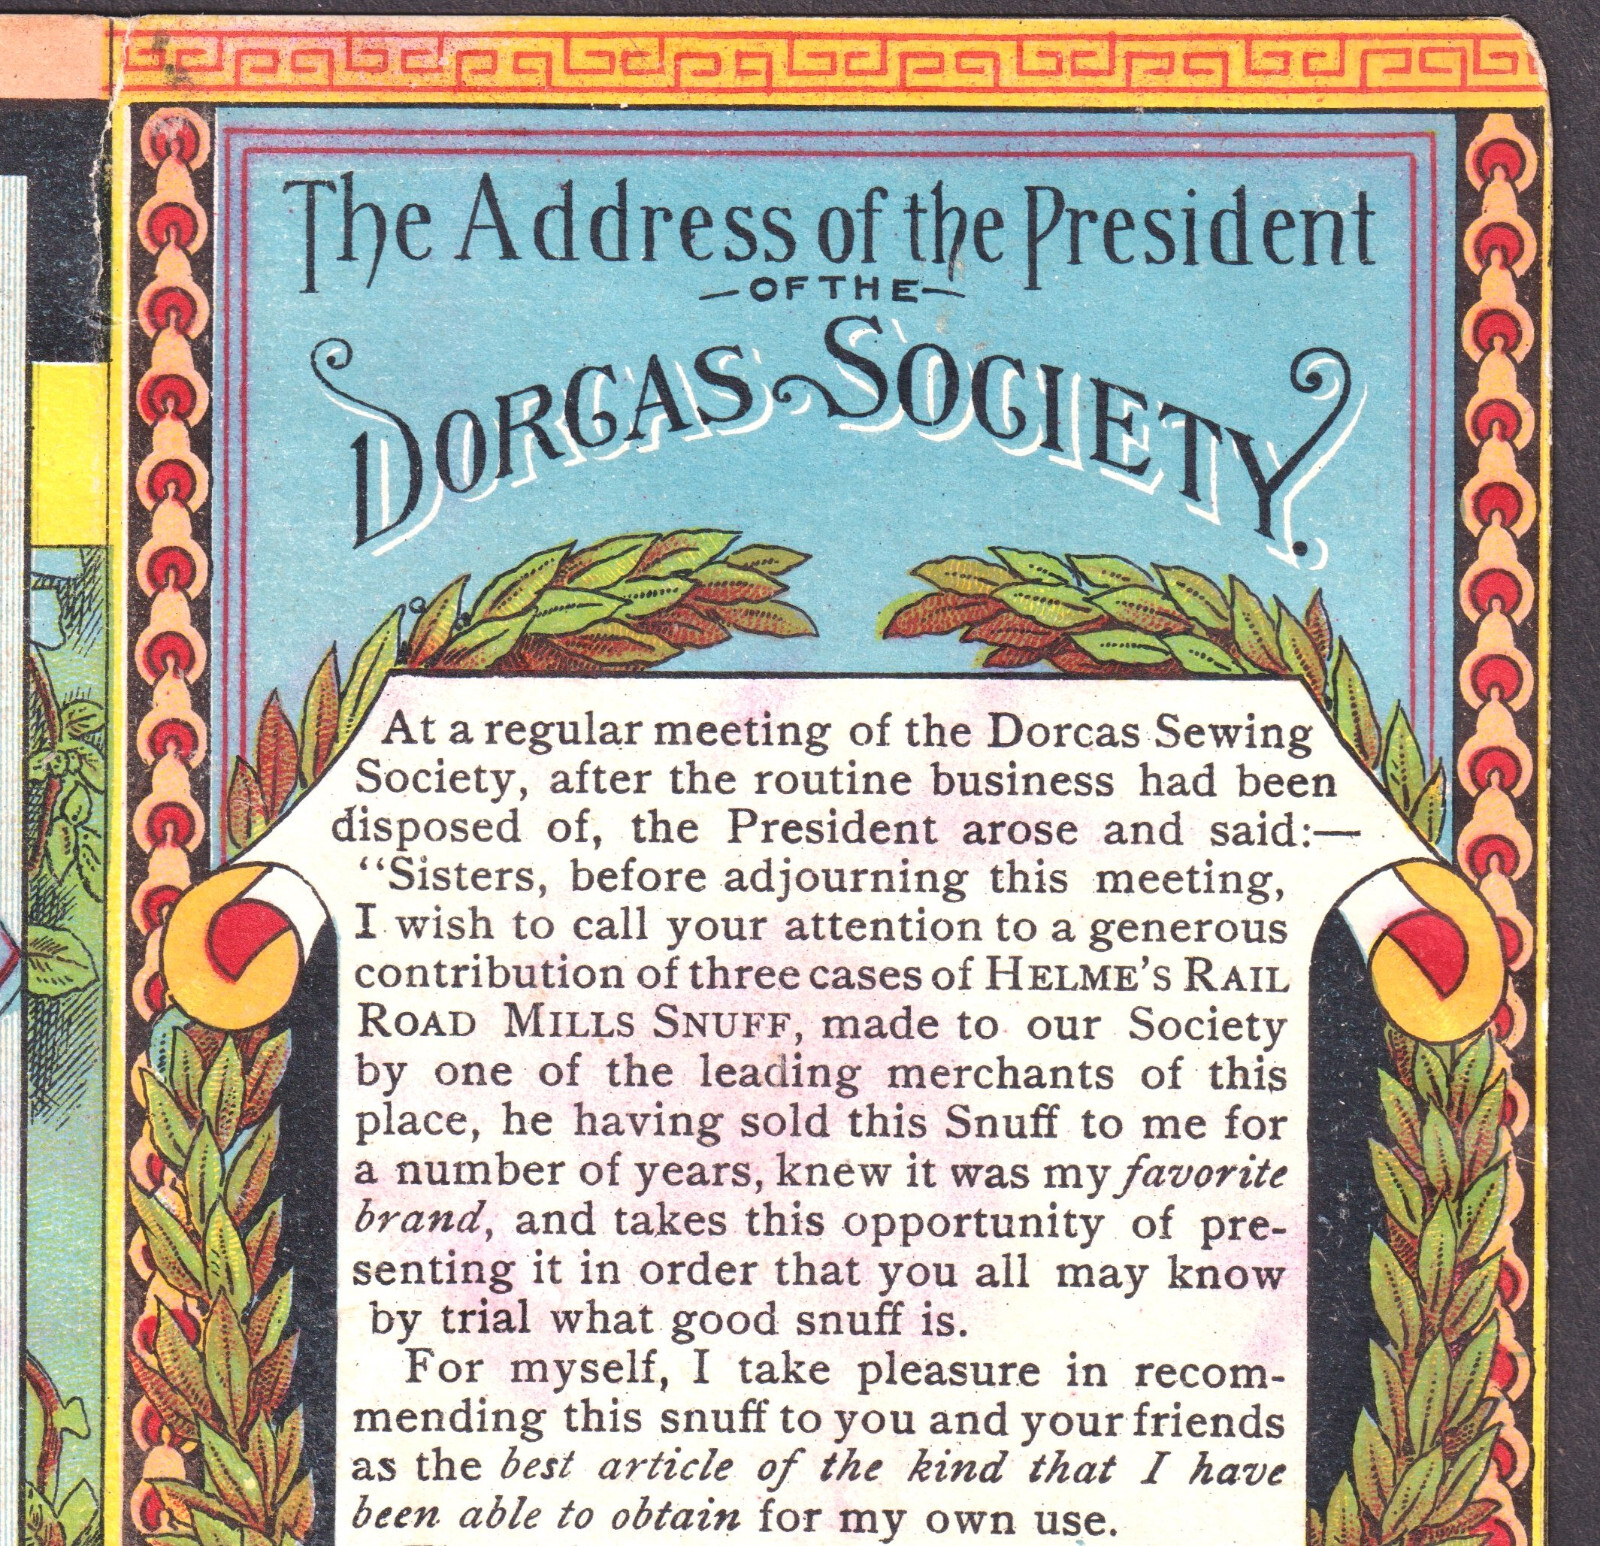 The Address of the President
—OF THE—
DORCAS SOCIETY.
At a regular meeting of the Dorcas Sewing
Society, after the routine business had been
disposed of, the President arose and said:—
“Sisters, before adjourning this meeting,
I wish to call your attention to a generous
contribution of three cases of HELME’S RAIL
ROAD MILLS SNUFF, made to our Society
by one of the leading merchants of this
place, he having sold this Snuff to me for
a number of years, knew it was my favorite
brand, and takes this opportunity of pre-
senting it in order that you all may know
by trial what good snuff is.
For myself, I take pleasure in recom-
mending this snuff to you and your friends
as the best article of the kind that I have
been able to obtain for my own use.